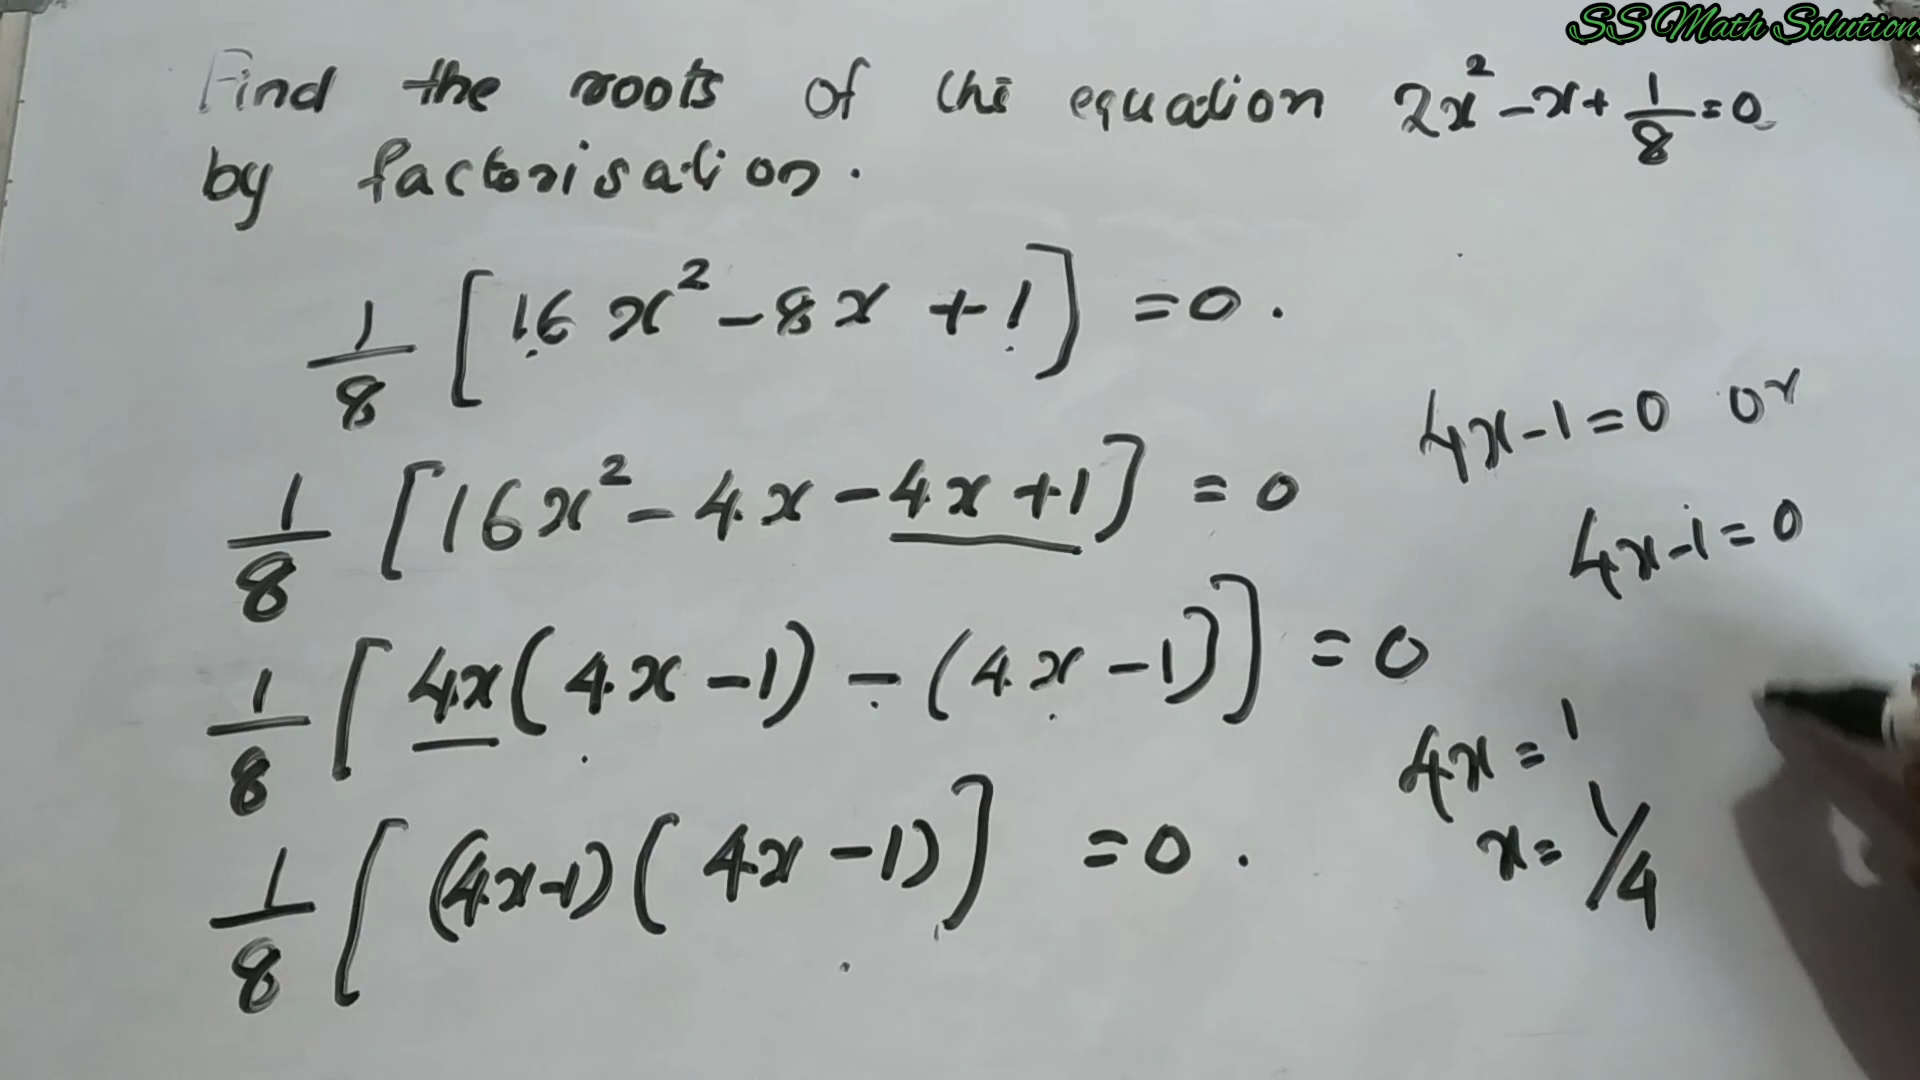 SS Math Solution
Find the roots of the equation 2x² - x + 1/8 = 0
by factorisation.
1/8 [16x² - 8x + 1] = 0.
1/8 [16x² - 4x - 4x + 1] = 0
1/8 [4x(4x - 1) - (4x - 1)] = 0
1/8 [(4x-1)(4x - 1)] = 0.
4x - 1 = 0 or
4x - 1 = 0
4x = 1
x = 1/4